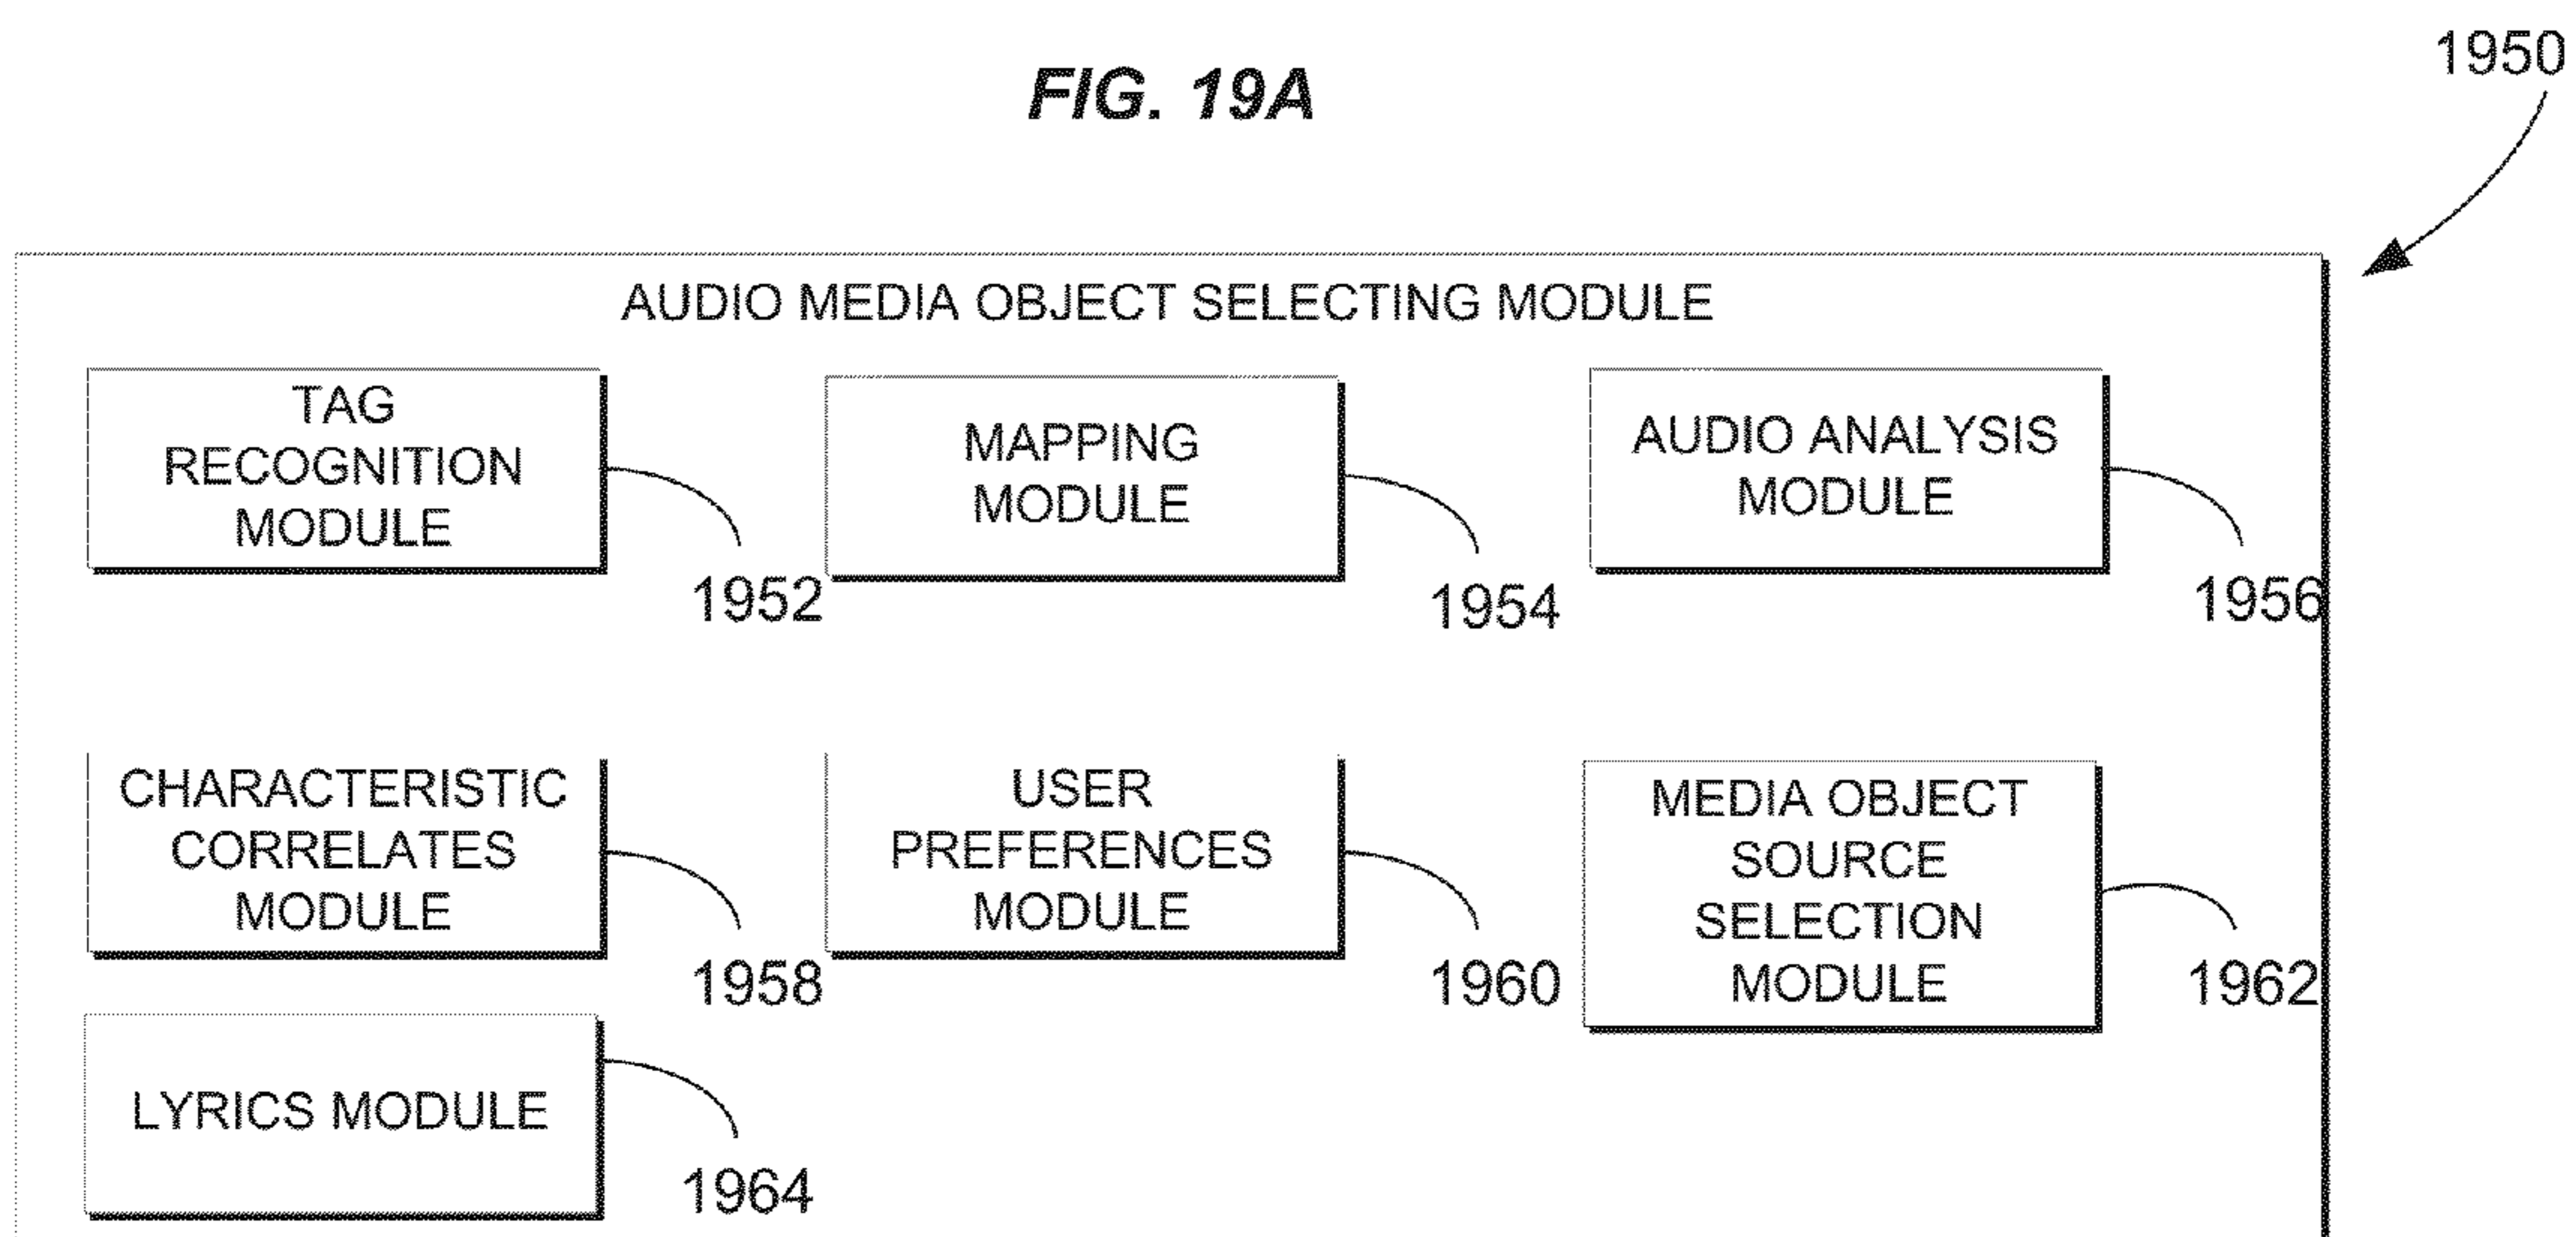 FIG. 19A
1950
AUDIO MEDIA OBJECT SELECTING MODULE
TAG
RECOGNITION
MODULE
1952
MAPPING
MODULE
1954
AUDIO ANALYSIS
MODULE
1956
CHARACTERISTIC
CORRELATES
MODULE
1958
USER
PREFERENCES
MODULE
1960
MEDIA OBJECT
SOURCE
SELECTION
MODULE
1962
LYRICS MODULE
1964